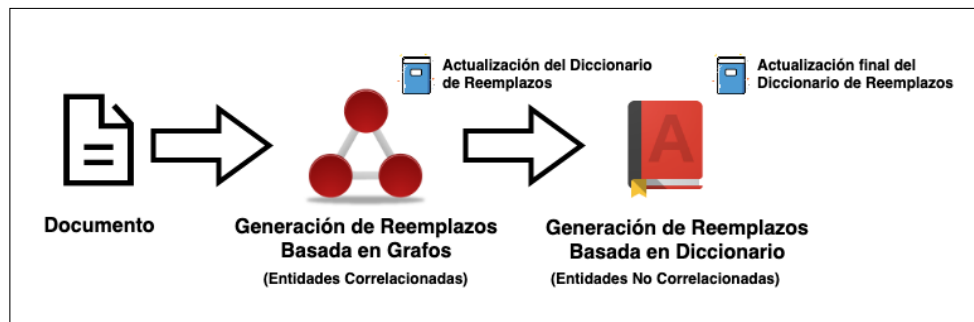 Actualización del Diccionario
de Reemplazos
Actualización final del
Diccionario de Reemplazos
A
Documento
Generación de Reemplazos
Basada en Grafos
(Entidades Correlacionadas)
Generación de Reemplazos
Basada en Diccionario
(Entidades No Correlacionadas)